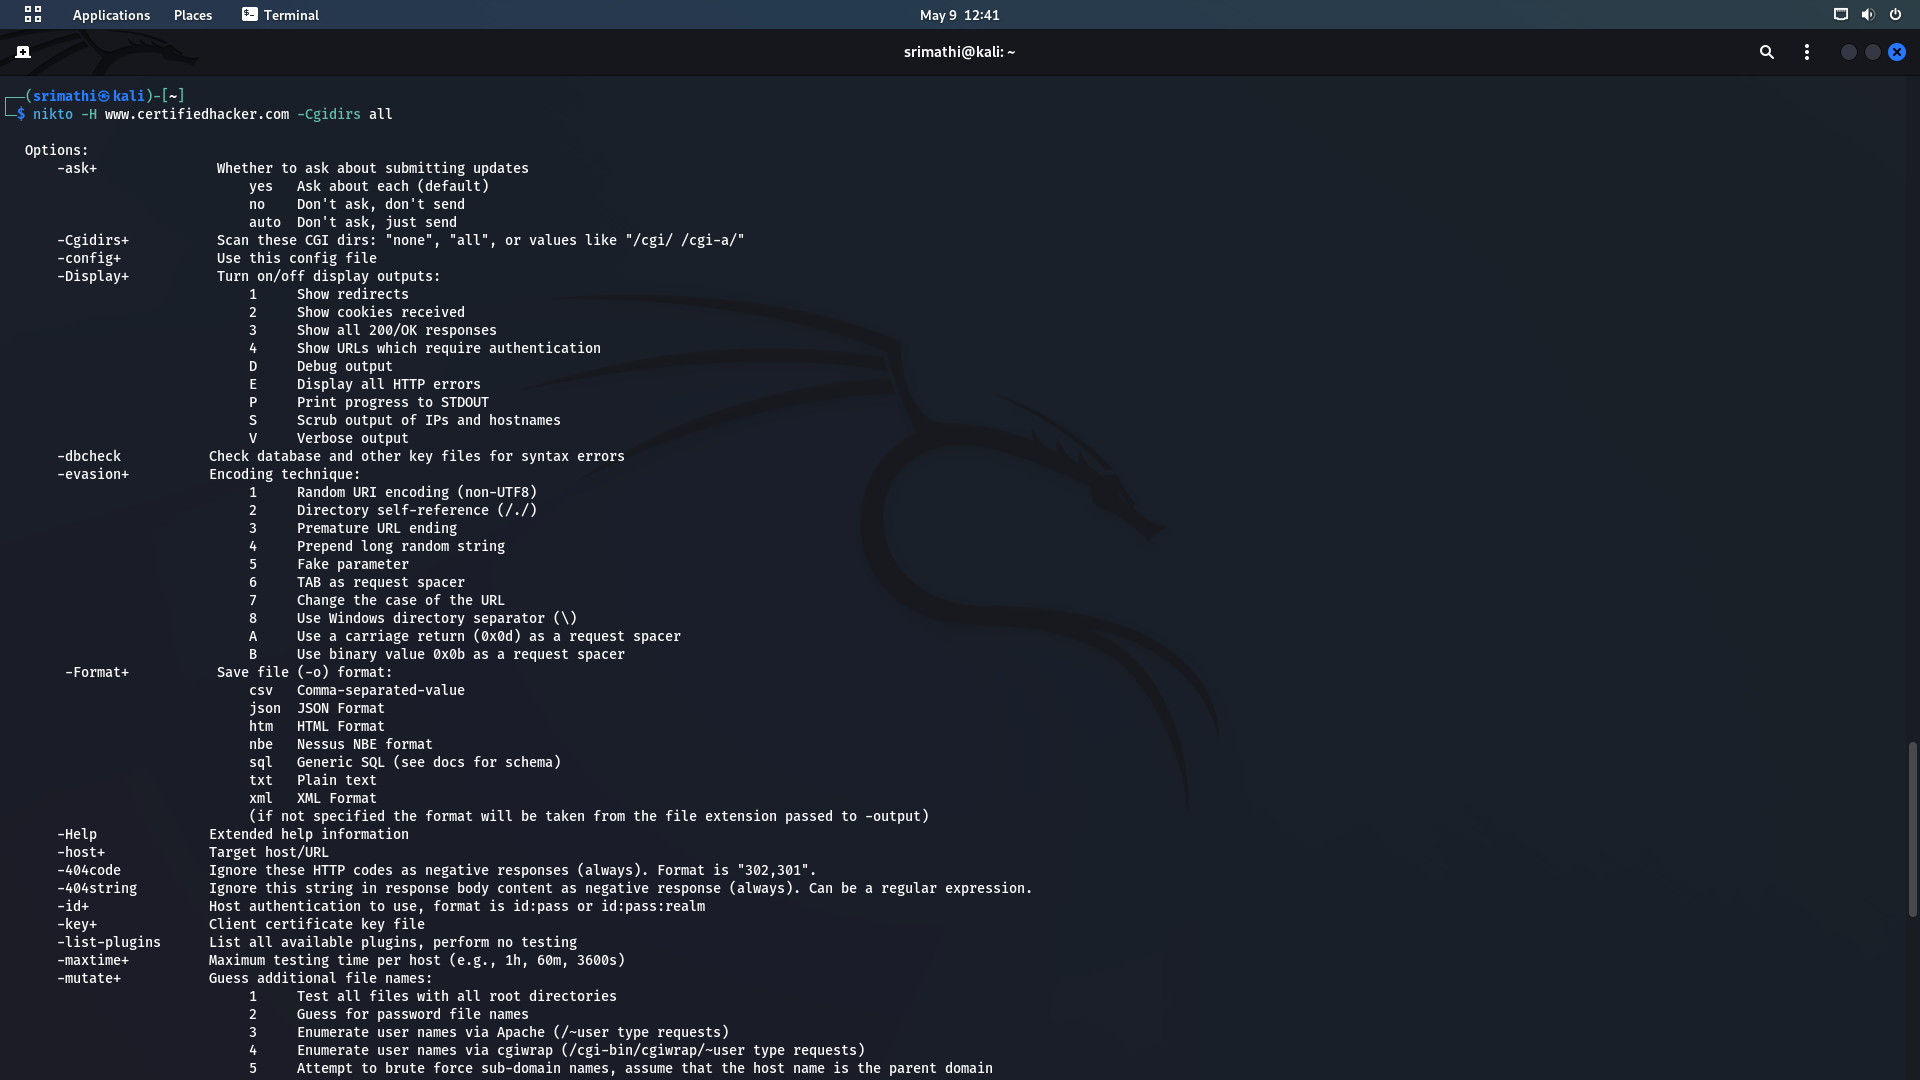 Applications Places Terminal May 9 12:41
srimathi@kali: ~
┌──(srimathi㉿kali)-[~]
└─$ nikto -H www.certifiedhacker.com -Cgidirs all
Options:
-ask+ Whether to ask about submitting updates
yes Ask about each (default)
no Don't ask, don't send
auto Don't ask, just send
-Cgidirs+ Scan these CGI dirs: "none", "all", or values like "/cgi/ /cgi-a/"
-config+ Use this config file
-Display+ Turn on/off display outputs:
1 Show redirects
2 Show cookies received
3 Show all 200/OK responses
4 Show URLs which require authentication
D Debug output
E Display all HTTP errors
P Print progress to STDOUT
S Scrub output of IPs and hostnames
V Verbose output
-dbcheck Check database and other key files for syntax errors
-evasion+ Encoding technique:
1 Random URI encoding (non-UTF8)
2 Directory self-reference (/./)
3 Premature URL ending
4 Prepend long random string
5 Fake parameter
6 TAB as request spacer
7 Change the case of the URL
8 Use Windows directory separator (\)
A Use a carriage return (0x0d) as a request spacer
B Use binary value 0x0b as a request spacer
-Format+ Save file (-o) format:
csv Comma-separated-value
json JSON Format
htm HTML Format
nbe Nessus NBE format
sql Generic SQL (see docs for schema)
txt Plain text
xml XML Format
(if not specified the format will be taken from the file extension passed to -output)
-Help Extended help information
-host+ Target host/URL
-404code Ignore these HTTP codes as negative responses (always). Format is "302,301".
-404string Ignore this string in response body content as negative response (always). Can be a regular expression.
-id+ Host authentication to use, format is id:pass or id:pass:realm
-key+ Client certificate key file
-list-plugins List all available plugins, perform no testing
-maxtime+ Maximum testing time per host (e.g., 1h, 60m, 3600s)
-mutate+ Guess additional file names:
1 Test all files with all root directories
2 Guess for password file names
3 Enumerate user names via Apache (/~user type requests)
4 Enumerate user names via cgiwrap (/cgi-bin/cgiwrap/~user type requests)
5 Attempt to brute force sub-domain names, assume that the host name is the parent domain